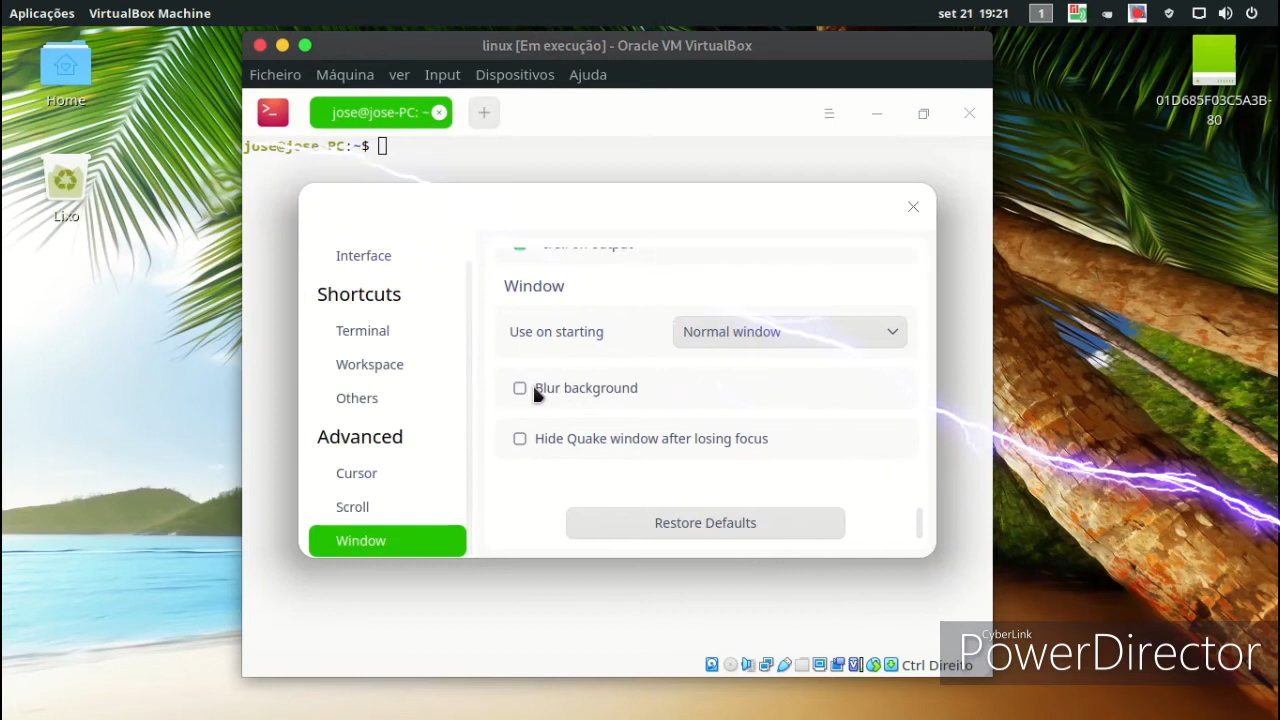 Aplicações VirtualBox Machine set 21 19:21 1
linux [Em execução] - Oracle VM VirtualBox
Ficheiro Máquina ver Input Dispositivos Ajuda
Home
01D685F03C5A3B-
80
jose@jose-PC: ~
jose@jose-PC:~$
Lixo
Interface
Shortcuts
Terminal
Workspace
Others
Advanced
Cursor
Scroll
Window
on output
Window
Use on starting Normal window
Blur background
Hide Quake window after losing focus
Restore Defaults
Ctrl Direito
CyberLink
PowerDirector